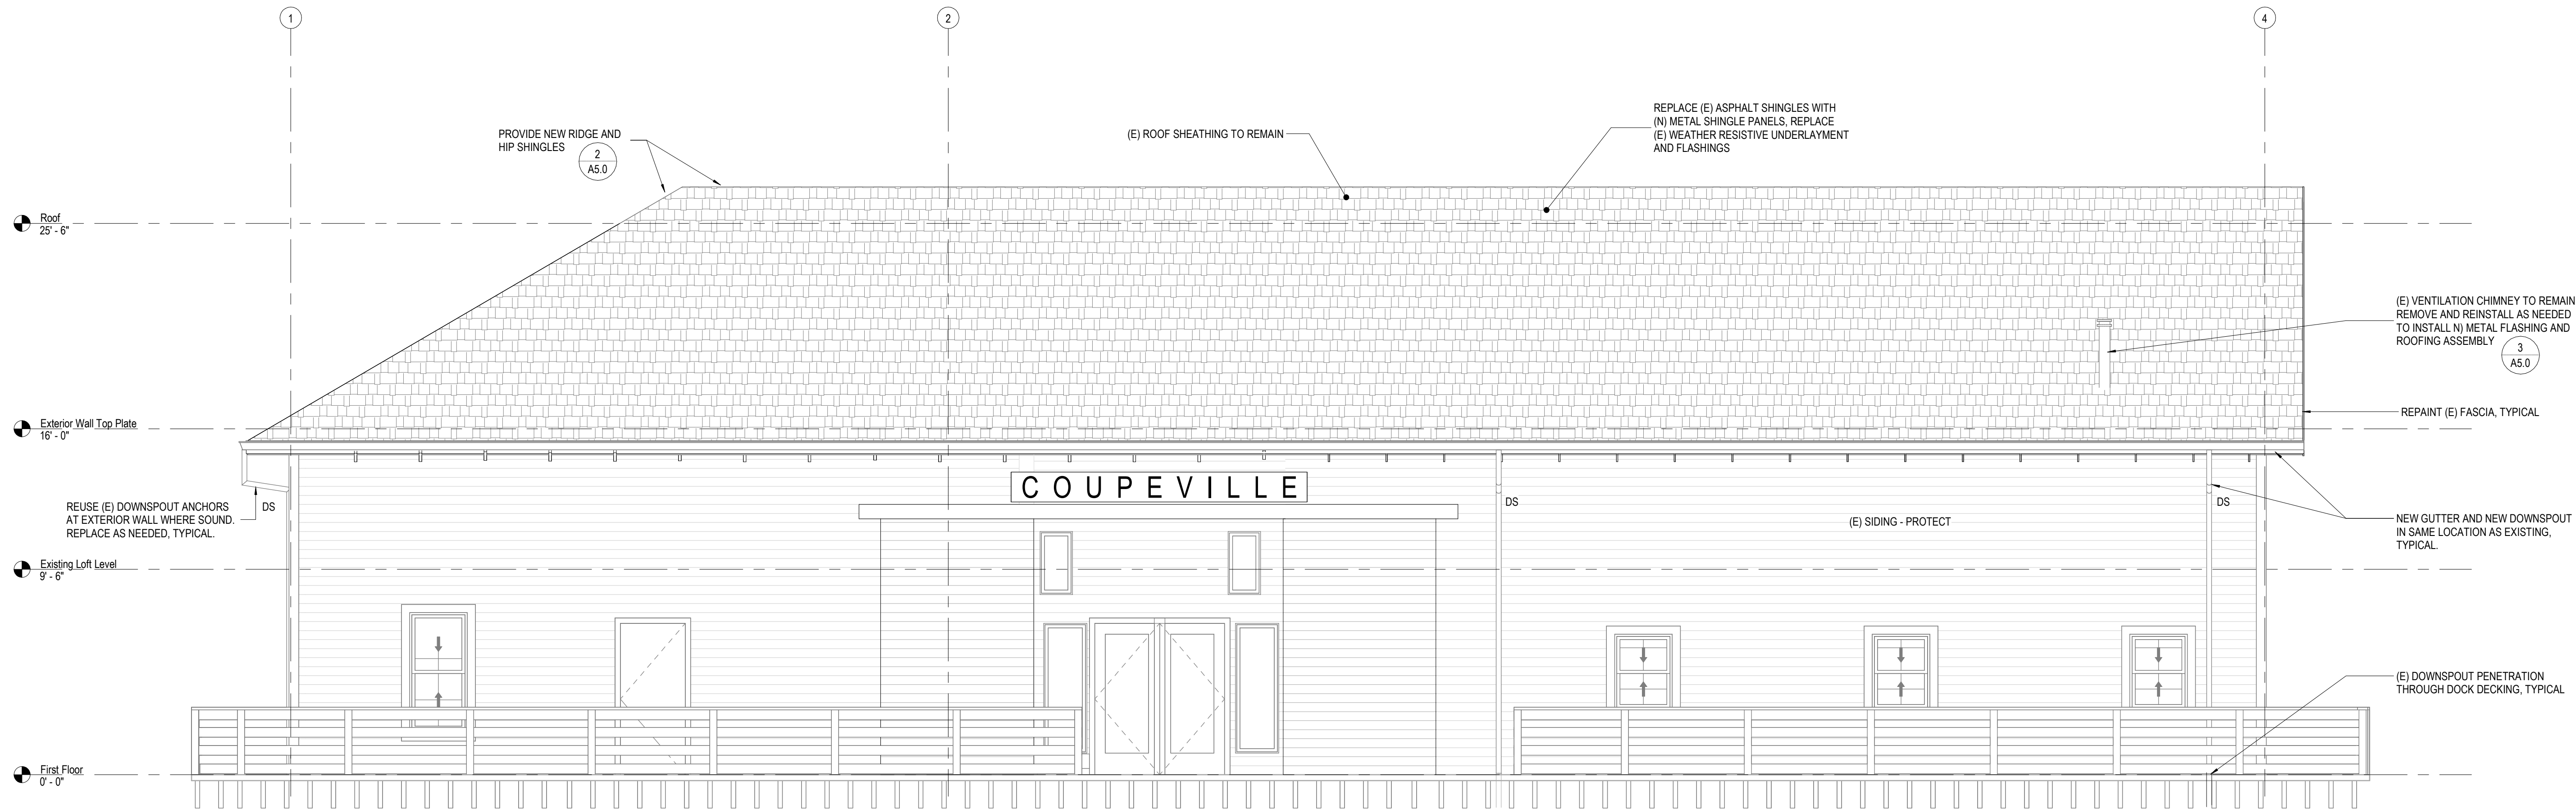 1
2
4
PROVIDE NEW RIDGE AND
HIP SHINGLES
2
A5.0
(E) ROOF SHEATHING TO REMAIN
REPLACE (E) ASPHALT SHINGLES WITH
(N) METAL SHINGLE PANELS, REPLACE
(E) WEATHER RESISTIVE UNDERLAYMENT
AND FLASHINGS
Roof
25' - 6"
(E) VENTILATION CHIMNEY TO REMAIN
REMOVE AND REINSTALL AS NEEDED
TO INSTALL N) METAL FLASHING AND
ROOFING ASSEMBLY
3
A5.0
REPAINT (E) FASCIA, TYPICAL
Exterior Wall Top Plate
16' - 0"
COUPEVILLE
REUSE (E) DOWNSPOUT ANCHORS
AT EXTERIOR WALL WHERE SOUND.
REPLACE AS NEEDED, TYPICAL.
DS
DS
DS
(E) SIDING - PROTECT
NEW GUTTER AND NEW DOWNSPOUT
IN SAME LOCATION AS EXISTING,
TYPICAL.
Existing Loft Level
9' - 6"
(E) DOWNSPOUT PENETRATION
THROUGH DOCK DECKING, TYPICAL
First Floor
0' - 0"